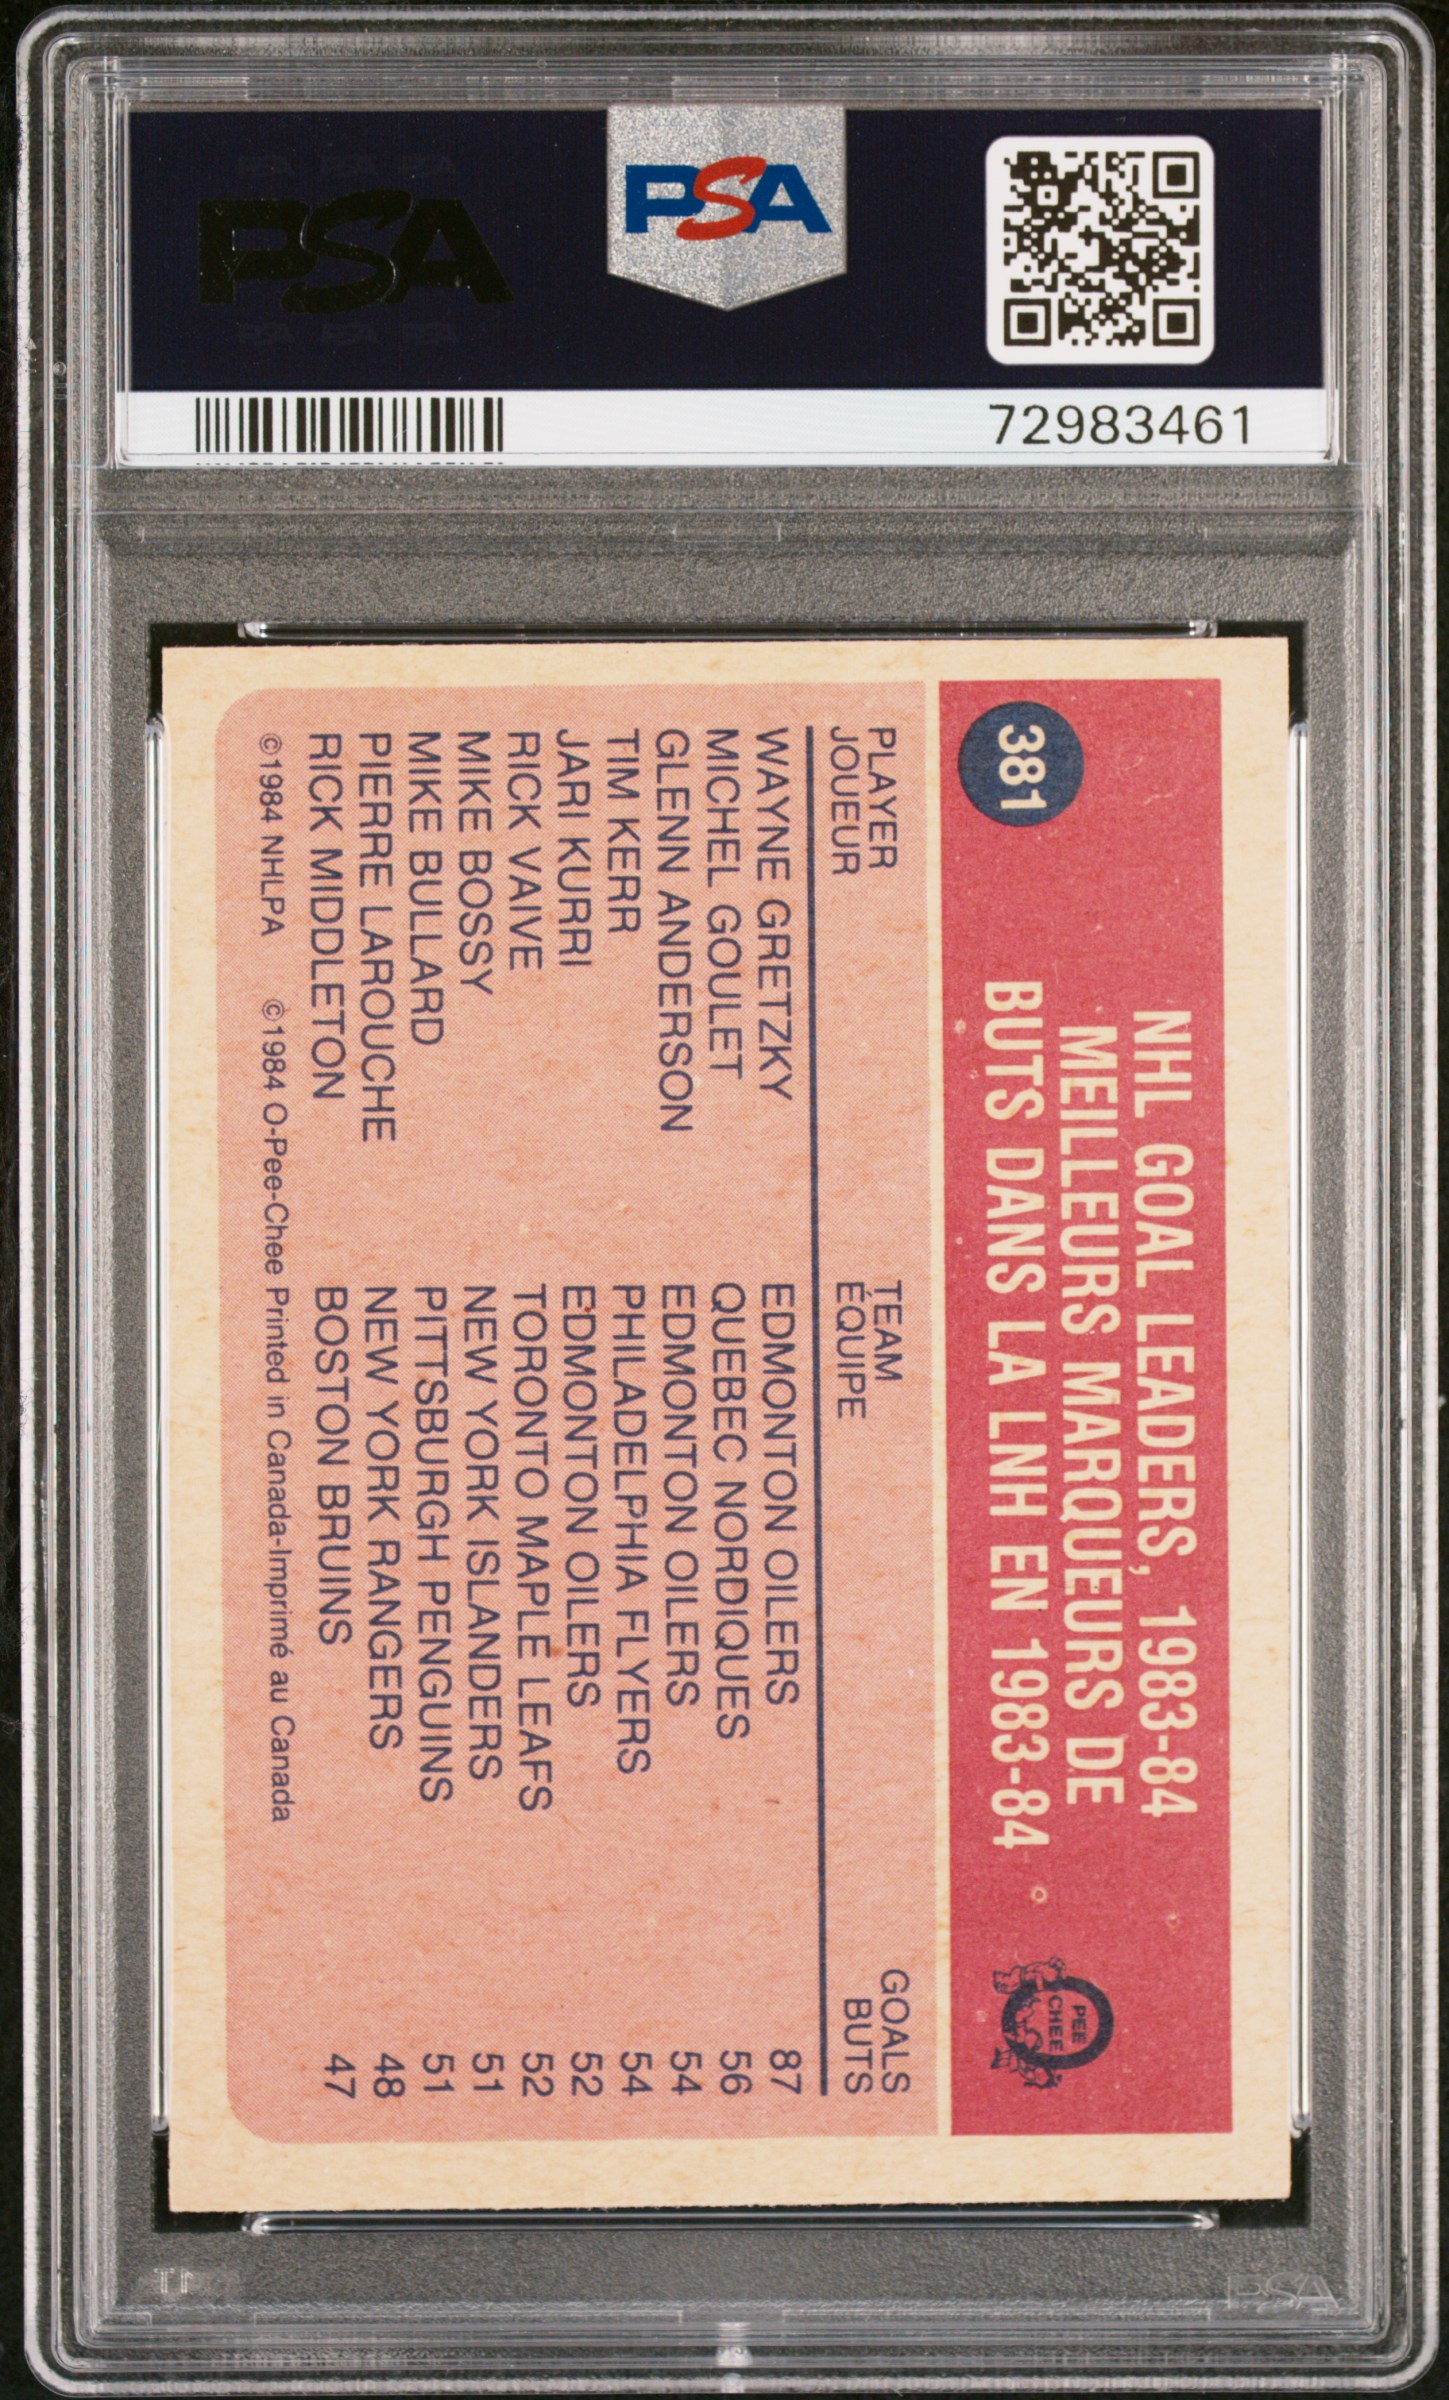 PSA
PSA
72983461
381
NHL GOAL LEADERS, 1983-84
MEILLEURS MARQUEURS DE
BUTS DANS LA LNH EN 1983-84
PEE
CHEE
PLAYER TEAM GOALS
JOUEUR ÉQUIPE BUTS
WAYNE GRETZKY EDMONTON OILERS 87
MICHEL GOULET QUEBEC NORDIQUES 56
GLENN ANDERSON EDMONTON OILERS 54
TIM KERR PHILADELPHIA FLYERS 54
JARI KURRI EDMONTON OILERS 52
RICK VAIVE TORONTO MAPLE LEAFS 52
MIKE BOSSY NEW YORK ISLANDERS 51
MIKE BULLARD PITTSBURGH PENGUINS 51
PIERRE LAROUCHE NEW YORK RANGERS 48
RICK MIDDLETON BOSTON BRUINS 47
©1984 NHLPA ©1984 O-Pee-Chee Printed in Canada-Imprimé au Canada
PSA